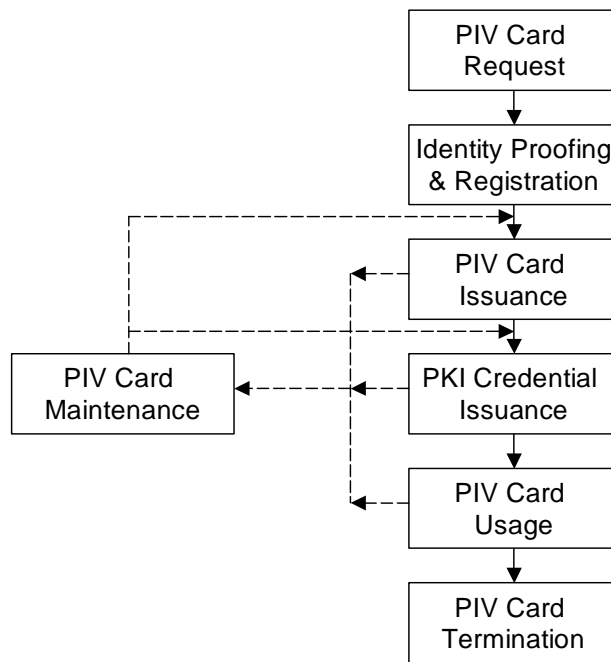 PIV Card
Request
Identity Proofing
& Registration
PIV Card
Issuance
PIV Card
Maintenance
PKI Credential
Issuance
PIV Card
Usage
PIV Card
Termination